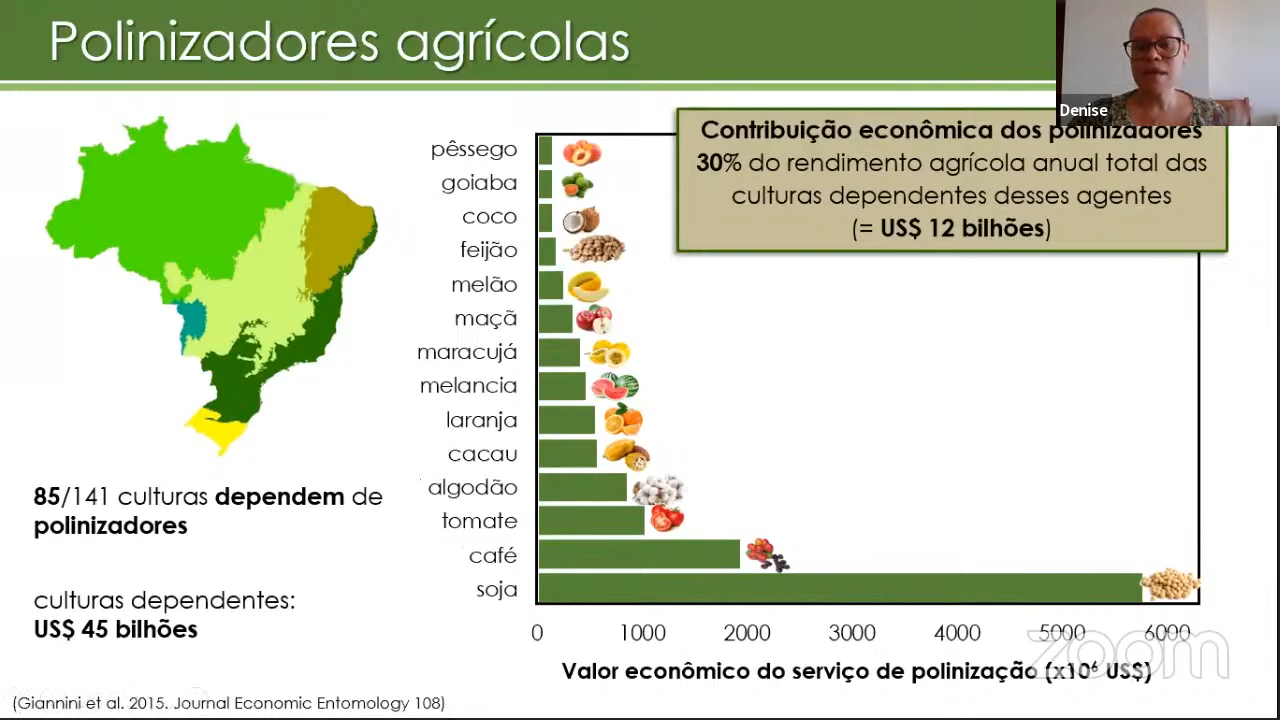 Polinizadores agrícolas
Denise
Contribuição econômica dos polinizadores
30% do rendimento agrícola anual total das
culturas dependentes desses agentes
(= US$ 12 bilhões)
pêssego
goiaba
coco
feijão
melão
maçã
maracujá
melancia
laranja
cacau
algodão
tomate
café
soja
0 1000 2000 3000 4000 5000 6000
Valor econômico do serviço de polinização (x10⁶ US$)
85/141 culturas dependem de
polinizadores
culturas dependentes:
US$ 45 bilhões
(Giannini et al. 2015. Journal Economic Entomology 108)
zoom